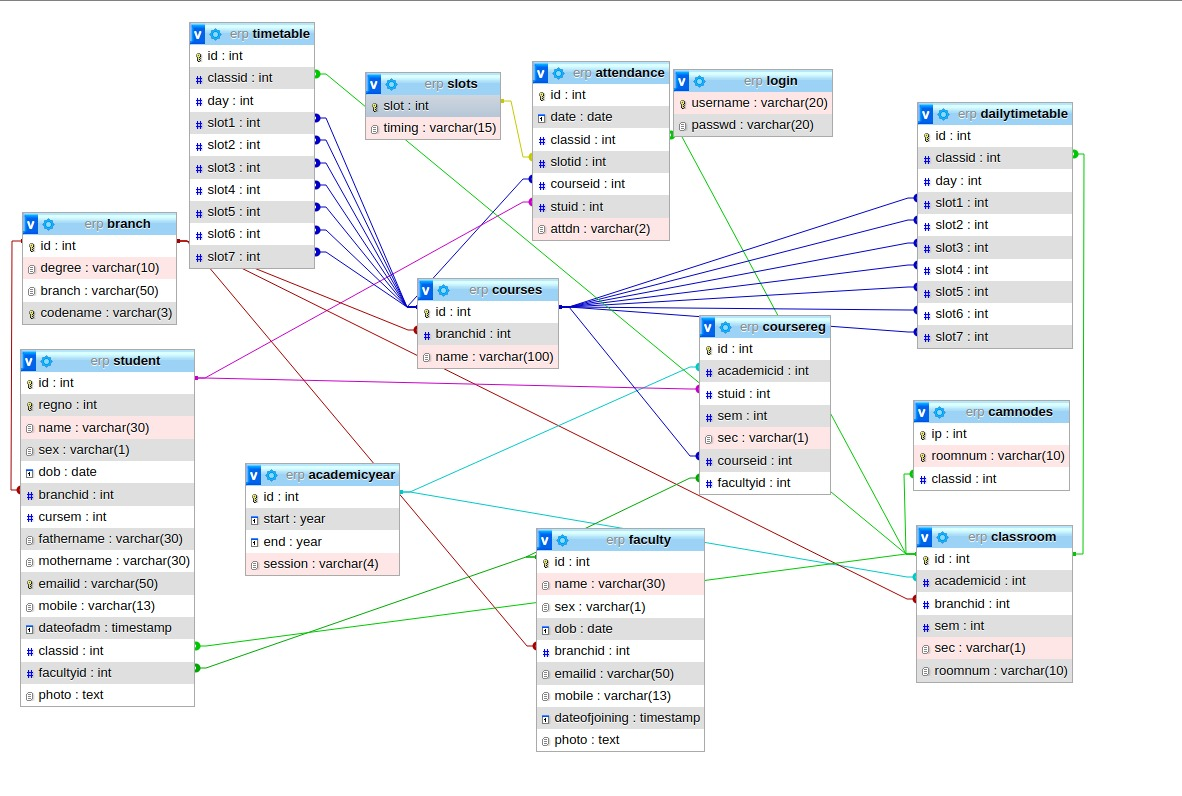 erp timetable
id : int
classid : int
day : int
slot1 : int
slot2 : int
slot3 : int
slot4 : int
slot5 : int
slot6 : int
slot7 : int
erp slots
slot : int
timing : varchar(15)
erp attendance
id : int
date : date
classid : int
slotid : int
courseid : int
stuid : int
attdn : varchar(2)
erp login
username : varchar(20)
passwd : varchar(20)
erp dailytimetable
id : int
classid : int
day : int
slot1 : int
slot2 : int
slot3 : int
slot4 : int
slot5 : int
slot6 : int
slot7 : int
erp branch
id : int
degree : varchar(10)
branch : varchar(50)
codename : varchar(3)
erp courses
id : int
branchid : int
name : varchar(100)
erp coursereg
id : int
academicid : int
stuid : int
sem : int
sec : varchar(1)
courseid : int
facultyid : int
erp student
id : int
regno : int
name : varchar(30)
sex : varchar(1)
dob : date
branchid : int
cursem : int
fathername : varchar(30)
mothername : varchar(30)
emailid : varchar(50)
mobile : varchar(13)
dateofadm : timestamp
classid : int
facultyid : int
photo : text
erp camnodes
ip : int
roomnum : varchar(10)
classid : int
erp academicyear
id : int
start : year
end : year
session : varchar(4)
erp faculty
id : int
name : varchar(30)
sex : varchar(1)
dob : date
branchid : int
emailid : varchar(50)
mobile : varchar(13)
dateofjoining : timestamp
photo : text
erp classroom
id : int
academicid : int
branchid : int
sem : int
sec : varchar(1)
roomnum : varchar(10)